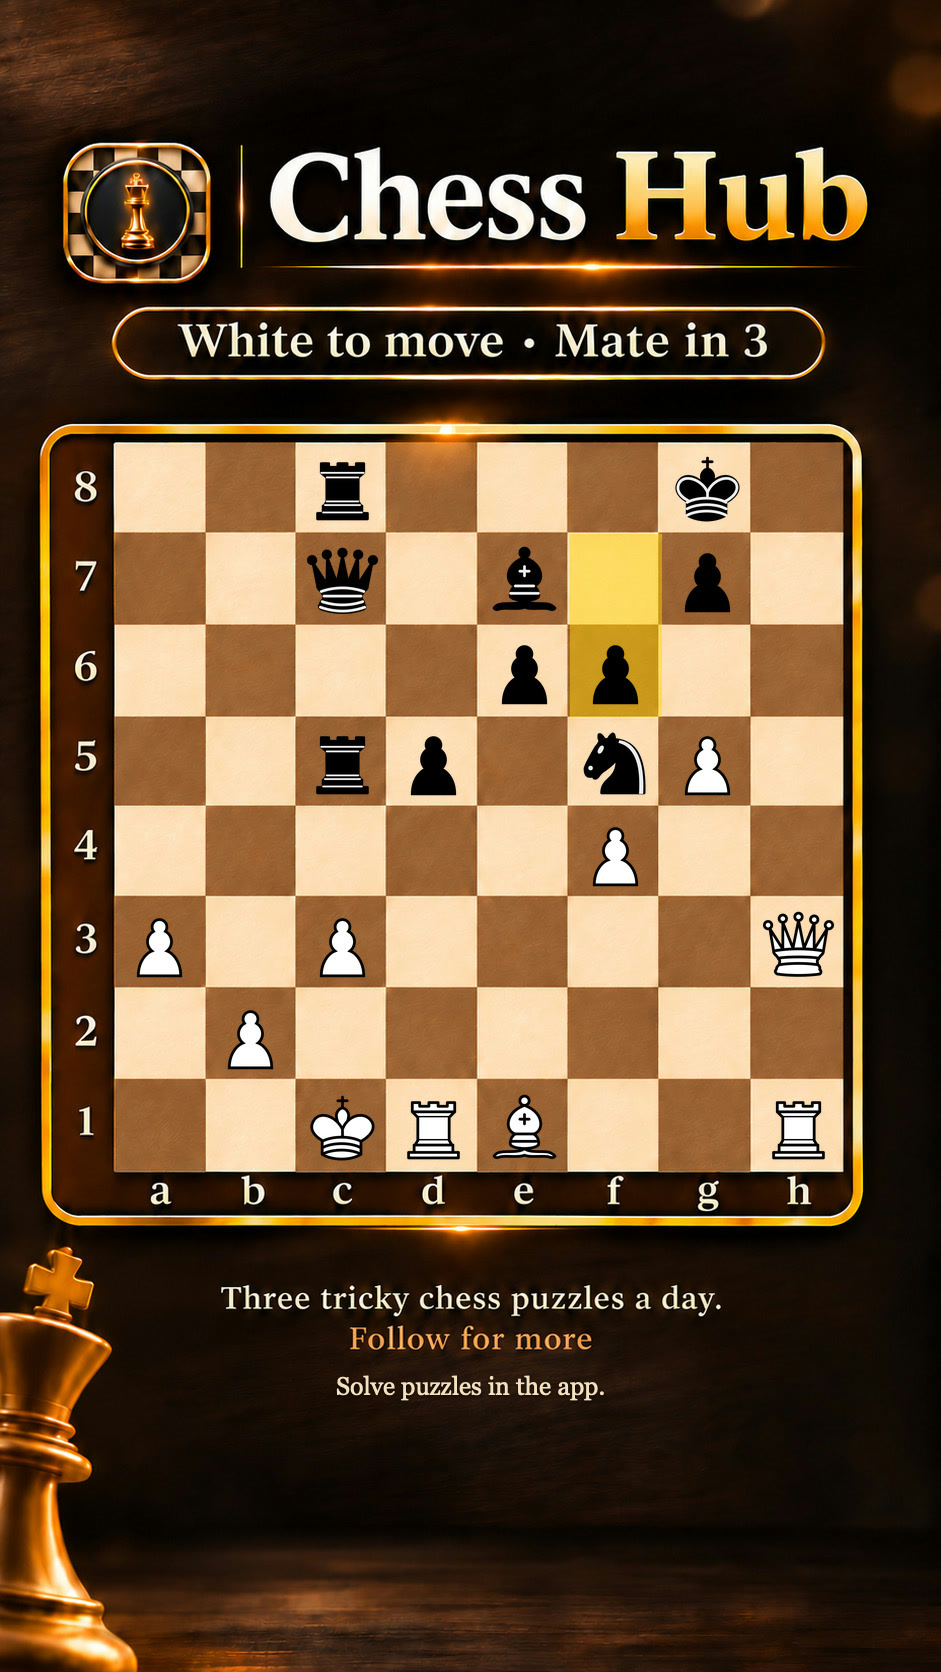 Chess Hub
White to move • Mate in 3
8
7
6
5
4
3
2
1
a b c d e f g h
Three tricky chess puzzles a day.
Follow for more
Solve puzzles in the app.